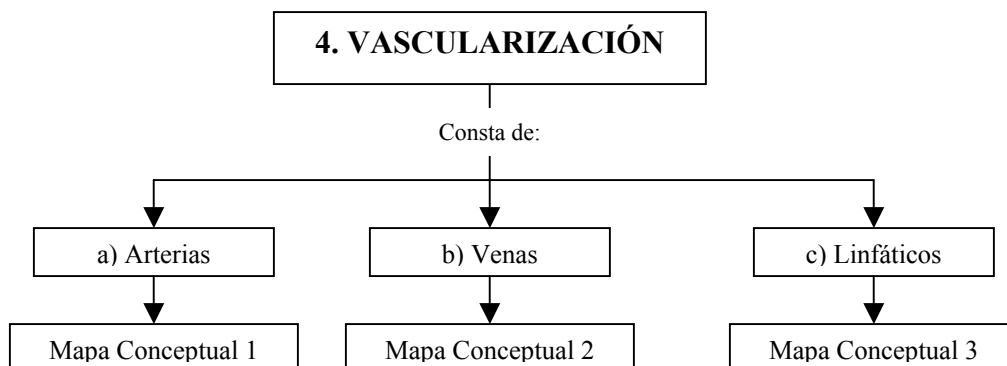 4. VASCULARIZACIÓN
Consta de:
a) Arterias
b) Venas
c) Linfáticos
Mapa Conceptual 1
Mapa Conceptual 2
Mapa Conceptual 3